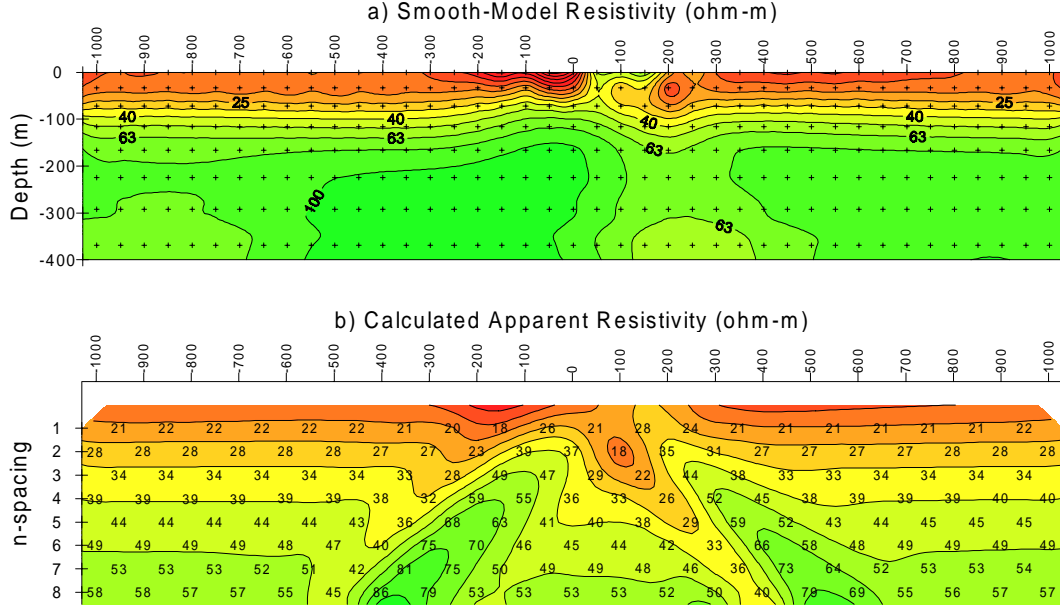 a) Smooth-Model Resistivity (ohm-m)
-1000 -900 -800 -700 -600 -500 -400 -300 -200 -100 0 100 200 300 400 500 600 700 800 900 1000
Depth (m)
0
-100
-200
-300
-400
25 25
40 40 40 40
63 63 63 63
100
63
b) Calculated Apparent Resistivity (ohm-m)
-1000 -900 -800 -700 -600 -500 -400 -300 -200 -100 0 100 200 300 400 500 600 700 800 900 1000
n-spacing
1 21 22 22 22 22 22 21 20 18 26 21 28 24 21 21 21 21 21 21 22
2 28 28 28 28 28 28 27 27 23 39 37 18 35 31 27 27 27 28 28 28 28
3 34 34 34 34 34 34 33 28 49 47 29 22 44 38 33 33 34 34 34 34
4 39 39 39 39 39 39 38 32 59 55 36 33 26 52 45 38 39 39 39 40 40
5 44 44 44 44 44 43 36 68 63 41 40 38 29 59 52 43 44 45 45 45
6 49 49 49 49 48 47 40 75 70 46 45 44 42 33 66 58 48 49 49 49 49
7 53 53 53 52 51 42 81 75 50 49 49 48 46 36 73 64 52 53 53 54
8 58 58 57 57 55 45 86 79 53 53 53 53 52 50 40 79 69 55 56 57 57